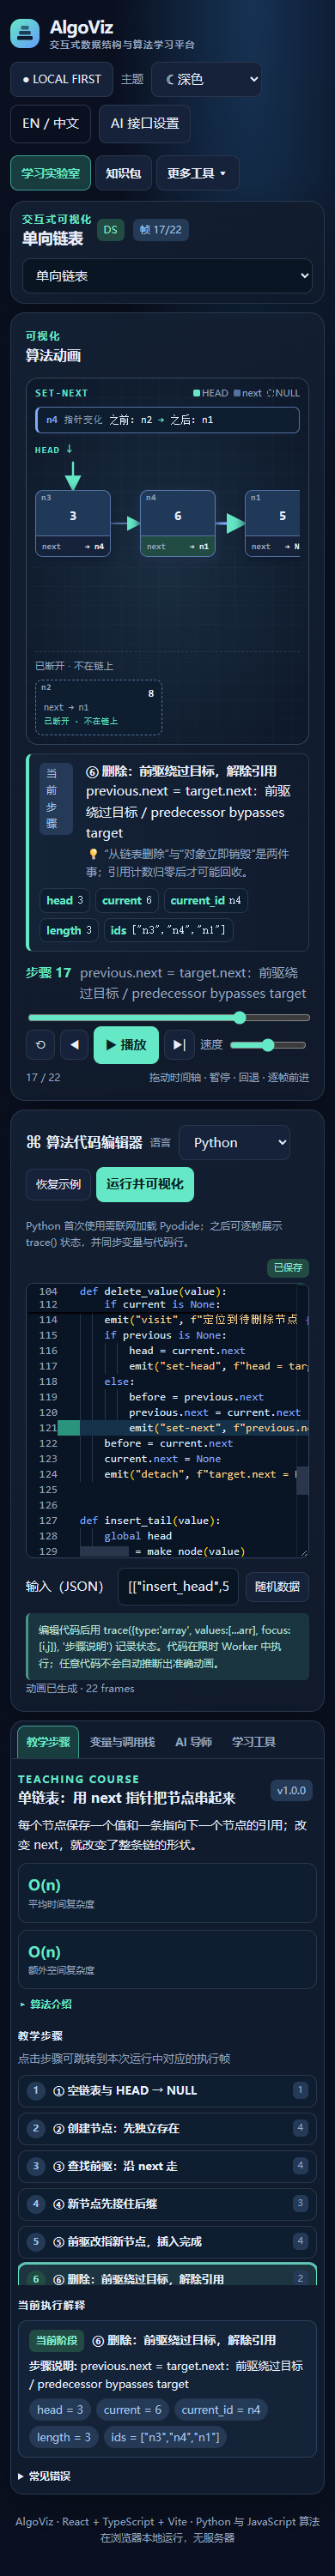 AlgoViz
交互式数据结构与算法学习平台
● LOCAL FIRST 主题 ☾ 深色
EN / 中文 AI 接口设置
学习实验室 知识包 更多工具 ▾
交互式可视化
单向链表 DS 帧 17/22
单向链表
可视化
算法动画
SET-NEXT HEAD next NULL
n4 指针变化 之前: n2 → 之后: n1
HEAD ↓
n3 n4 n1
3 6 5
next → n4 next → n1 next → N
已断开 · 不在链上
n2 8
next → n1
已断开 · 不在链上
当前步骤
⑥ 删除：前驱绕过目标，解除引用
previous.next = target.next：前驱
绕过目标 / predecessor bypasses
target
💡 “从链表删除”与“对象立即销毁”是两件
事；引用计数归零后才可能回收。
head 3 current 6 current_id n4
length 3 ids ["n3","n4","n1"]
步骤 17 previous.next = target.next：前驱绕
过目标 / predecessor bypasses target
⟲ ◀ ▶ 播放 ▶| 速度
17 / 22 拖动时间轴 · 暂停 · 回退 · 逐帧前进
⌘ 算法代码编辑器 语言 Python
恢复示例 运行并可视化
Python 首次使用需联网加载 Pyodide；之后可逐帧展示
trace() 状态，并同步变量与代码行。
已保存
104 def delete_value(value):
112 if current is None:
114 emit("visit", f"定位到待删除节点
115 if previous is None:
116 head = current.next
117 emit("set-head", f"head = tar
118 else:
119 before = previous.next
120 previous.next = current.next
121 emit("set-next", f"previous.ne
122 before = current.next
123 current.next = None
124 emit("detach", f"target.next =
125
126
127 def insert_tail(value):
128 global head
129 = make_node(value)
输入（JSON） [["insert_head",5 随机数据
编辑代码后用 trace({type:'array', values:[...arr], focus:
[i,j]}, '步骤说明') 记录状态。代码在限时 Worker 中执
行；任意代码不会自动推断出准确动画。
动画已生成 · 22 frames
教学步骤 变量与调用栈 AI 导师 学习工具
TEACHING COURSE
单链表：用 next 指针把节点串起来 v1.0.0
每个节点保存一个值和一条指向下一个节点的引用；改
变 next，就改变了整条链的形状。
O(n)
平均时间复杂度
O(n)
额外空间复杂度
▸ 算法介绍
教学步骤
点击步骤可跳转到本次运行中对应的执行帧
1 ① 空链表与 HEAD → NULL 1
2 ② 创建节点：先独立存在 4
3 ③ 查找前驱：沿 next 走 4
4 ④ 新节点先接住后继 3
5 ⑤ 前驱改指新节点，插入完成 4
6 ⑥ 删除：前驱绕过目标，解除引用 2
当前执行解释
当前阶段 ⑥ 删除：前驱绕过目标，解除引用
步骤说明: previous.next = target.next：前驱绕过目标
/ predecessor bypasses target
head = 3 current = 6 current_id = n4
length = 3 ids = ["n3","n4","n1"]
▸ 常见错误
AlgoViz · React + TypeScript + Vite · Python 与 JavaScript 算法
在浏览器本地运行，无服务器